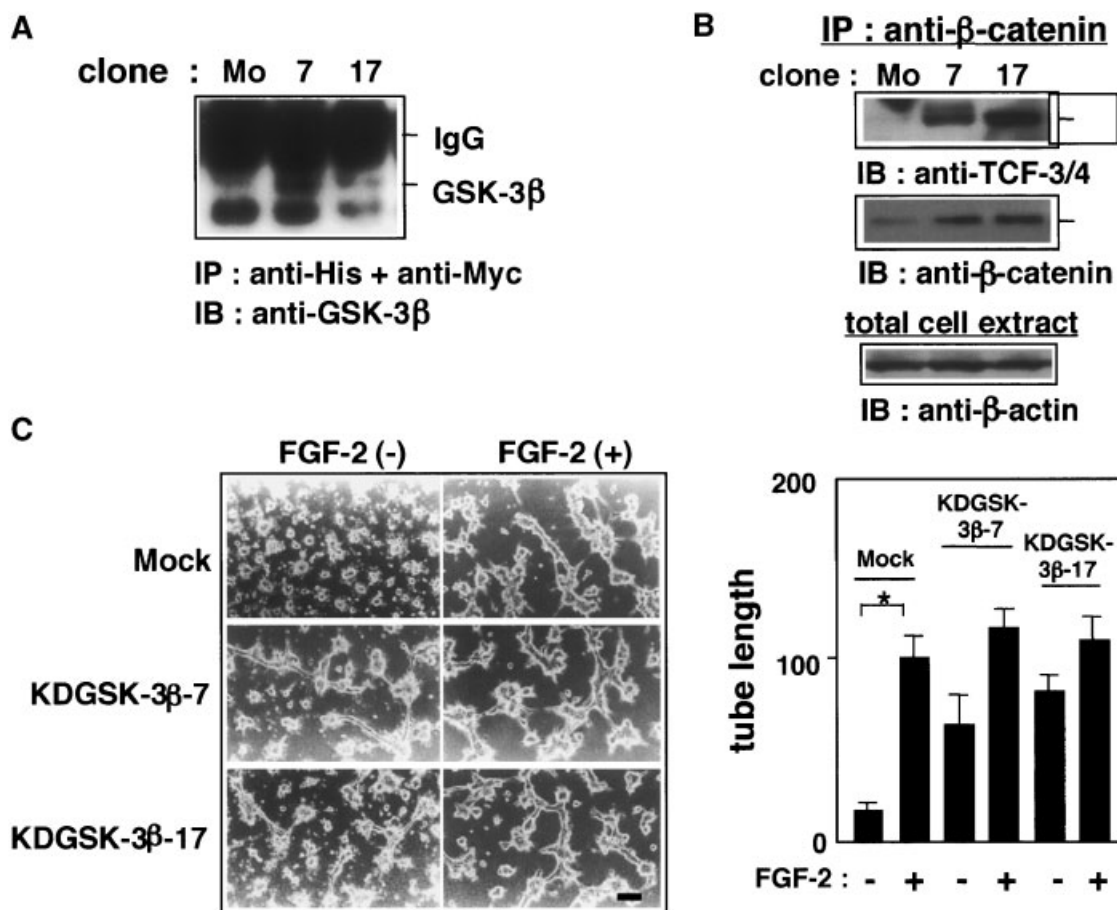 A
clone : Mo 7 17
IgG
GSK-3β
IP : anti-His + anti-Myc
IB : anti-GSK-3β
B
IP : anti-β-catenin
clone : Mo 7 17
IB : anti-TCF-3/4
IB : anti-β-catenin
total cell extract
IB : anti-β-actin
C
FGF-2 (-) FGF-2 (+)
Mock
KDGSK-3β-7
KDGSK-3β-17
tube length
200
100
0
Mock
*
KDGSK-
3β-7
KDGSK-
3β-17
FGF-2 : - + - + - +